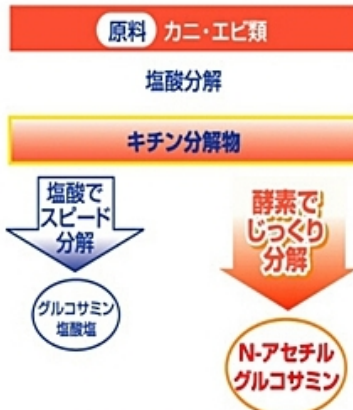 原料 カニ・エビ類
塩酸分解
キチン分解物
塩酸で
スピード
分解
グルコサミン
塩酸塩
酵素で
じっくり
分解
N-アセチル
グルコサミン